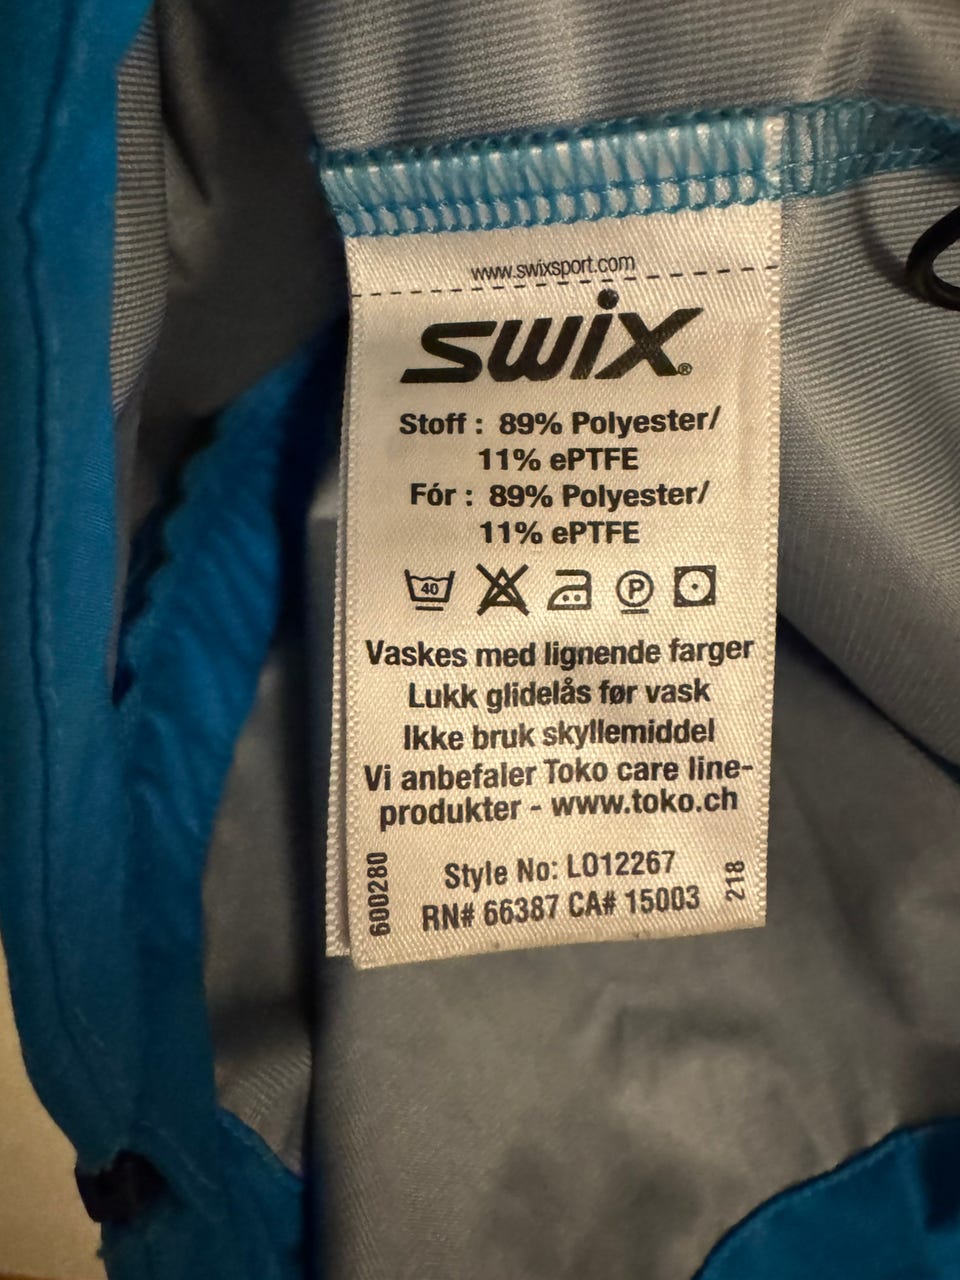 www.swixsport.com
SWIX®
Stoff : 89% Polyester/
11% ePTFE
Fór : 89% Polyester/
11% ePTFE
40 P
Vaskes med lignende farger
Lukk glidelås før vask
Ikke bruk skyllemiddel
Vi anbefaler Toko care line-
produkter - www.toko.ch
Style No: LO12267
RN# 66387 CA# 15003
600280
218